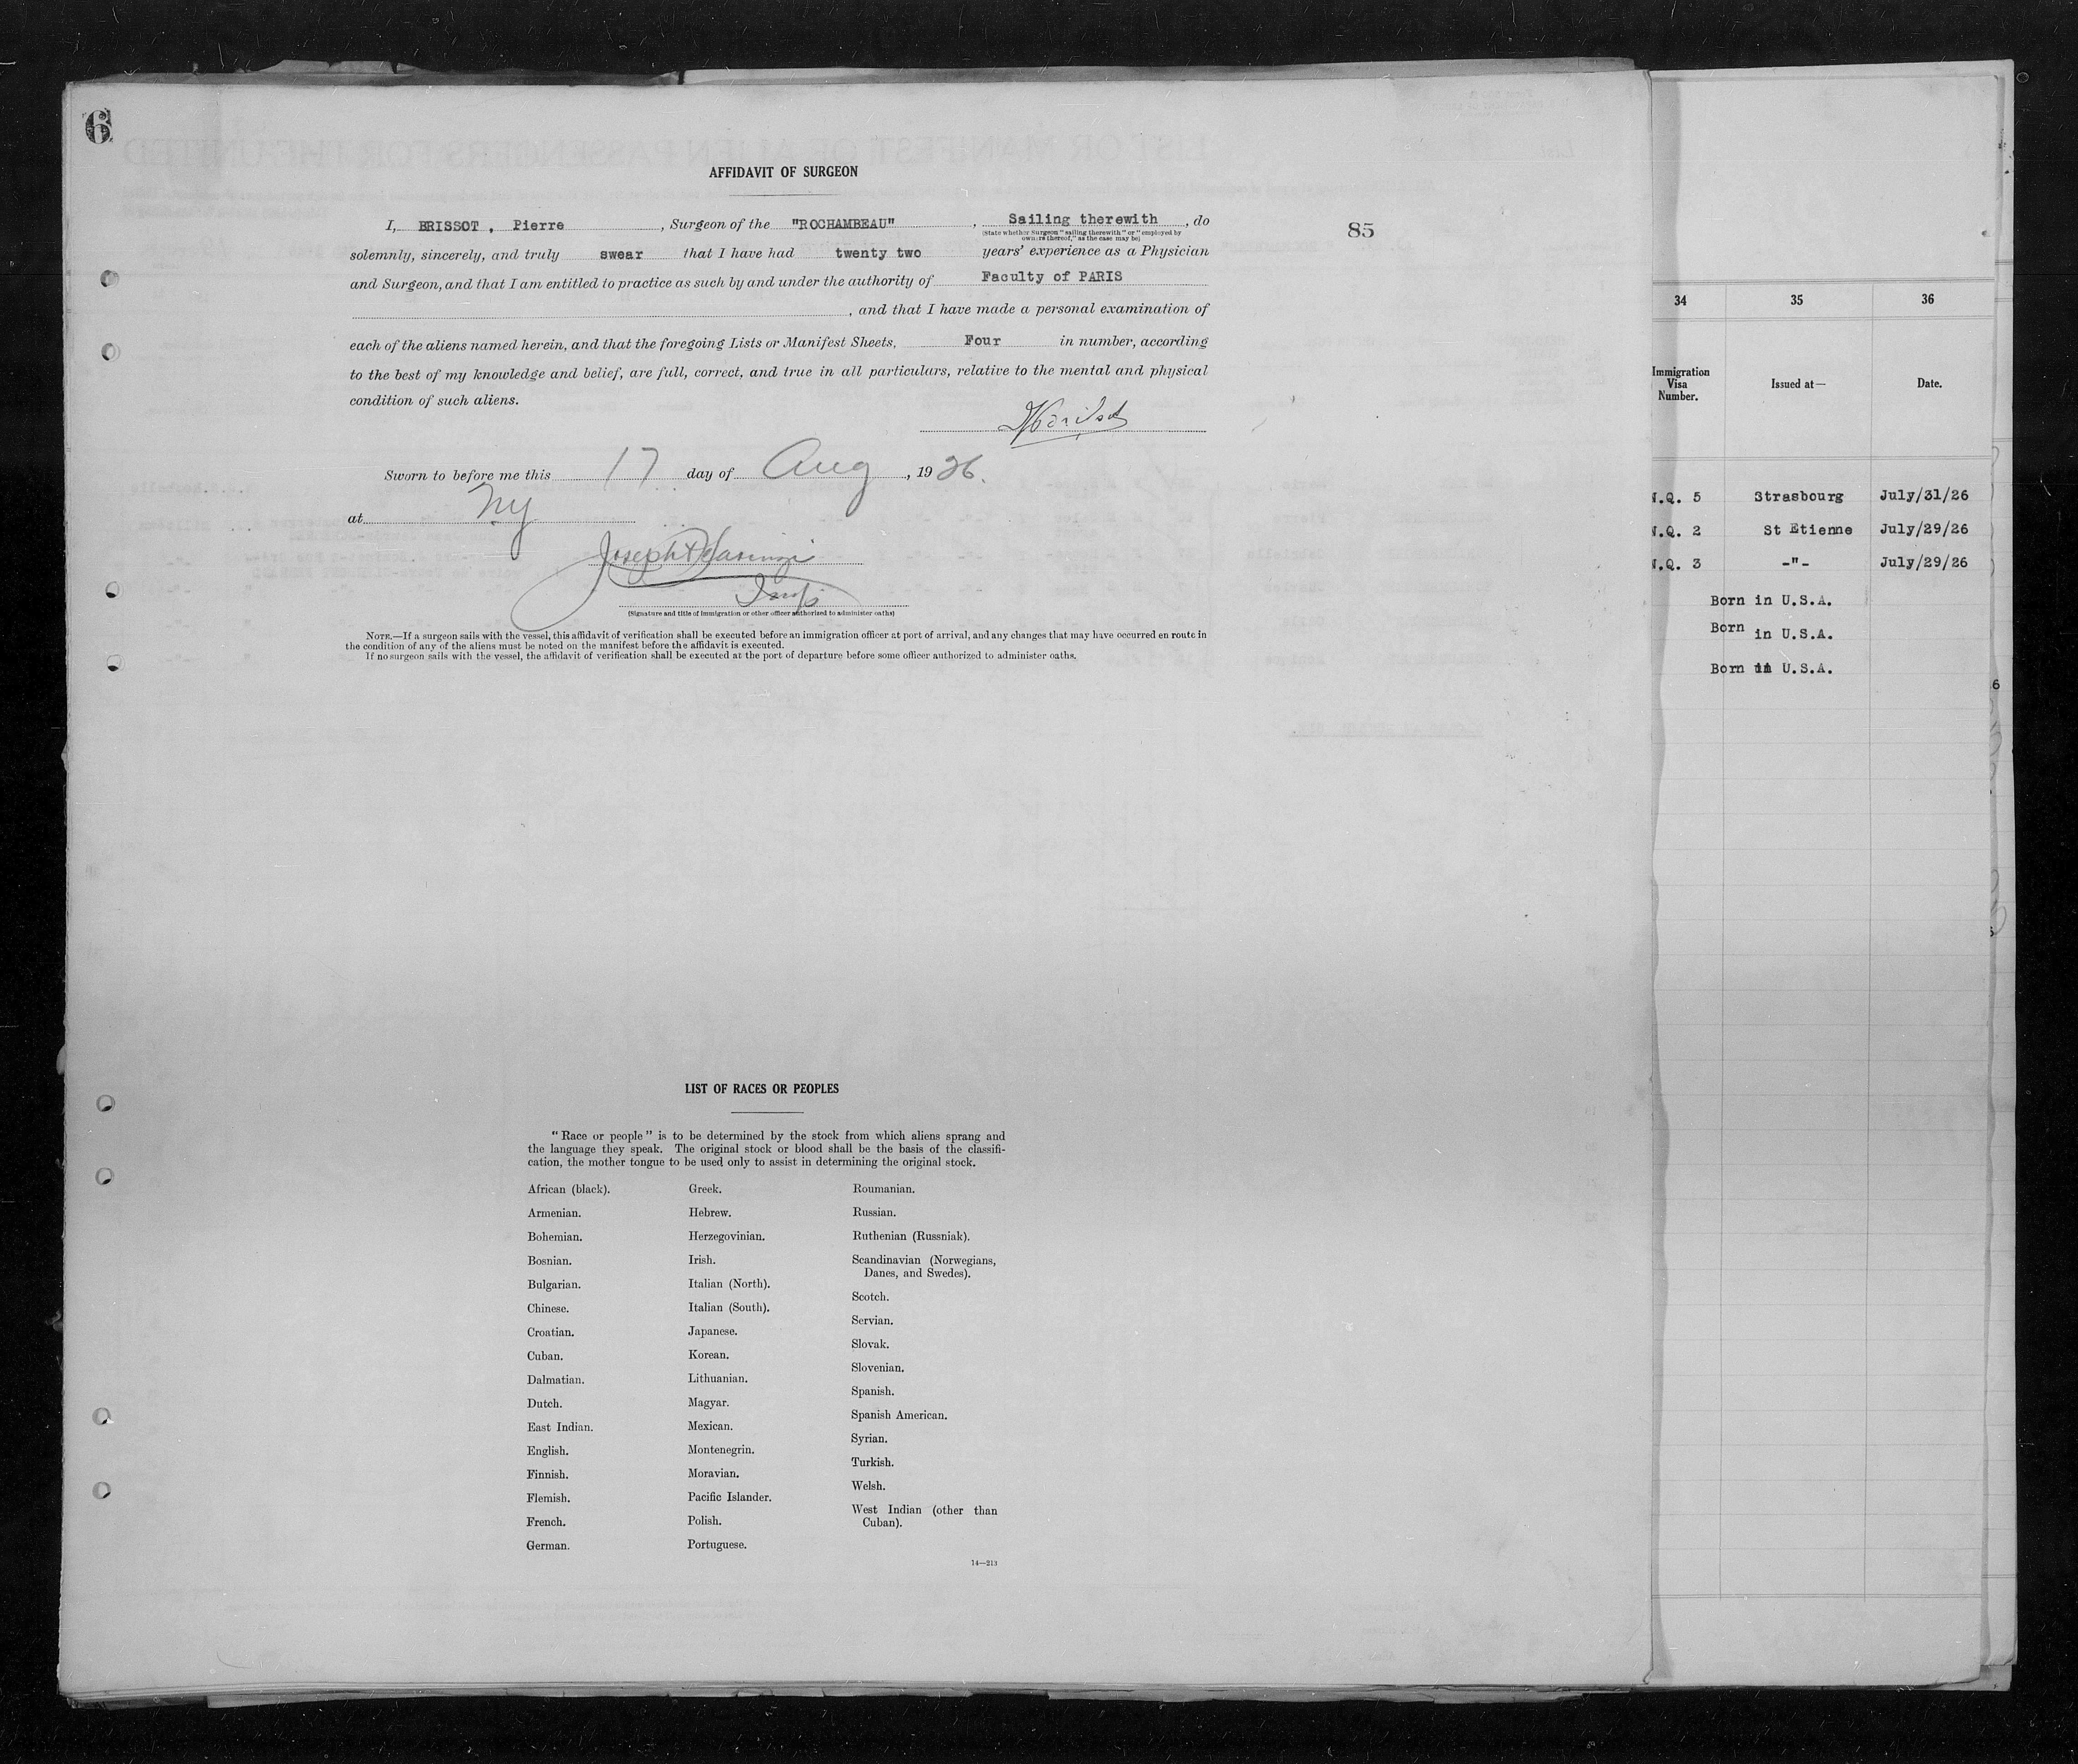 6
AFFIDAVIT OF SURGEON
85
I, BRISSOT, Pierre , Surgeon of the "ROCHAMBEAU" , Sailing therewith , do
(State whether Surgeon "sailing therewith" or "employed by
owners thereof," as the case may be)
solemnly, sincerely, and truly swear that I have had twenty two years' experience as a Physician
and Surgeon, and that I am entitled to practice as such by and under the authority of Faculty of PARIS
, and that I have made a personal examination of
each of the aliens named herein, and that the foregoing Lists or Manifest Sheets, Four in number, according
to the best of my knowledge and belief, are full, correct, and true in all particulars, relative to the mental and physical
condition of such aliens.
Sworn to before me this 17 day of Aug , 1926.
at NY
Joseph
Insp
(Signature and title of immigration or other officer authorized to administer oaths)
NOTE.—If a surgeon sails with the vessel, this affidavit of verification shall be executed before an immigration officer at port of arrival, and any changes that may have occurred en route in
the condition of any of the aliens must be noted on the manifest before the affidavit is executed.
If no surgeon sails with the vessel, the affidavit of verification shall be executed at the port of departure before some officer authorized to administer oaths.
LIST OF RACES OR PEOPLES
"Race or people" is to be determined by the stock from which aliens sprang and
the language they speak. The original stock or blood shall be the basis of the classifi-
cation, the mother tongue to be used only to assist in determining the original stock.
African (black).
Armenian.
Bohemian.
Bosnian.
Bulgarian.
Chinese.
Croatian.
Cuban.
Dalmatian.
Dutch.
East Indian.
English.
Finnish.
Flemish.
French.
German.
Greek.
Hebrew.
Herzegovinian.
Irish.
Italian (North).
Italian (South).
Japanese.
Korean.
Lithuanian.
Magyar.
Mexican.
Montenegrin.
Moravian.
Pacific Islander.
Polish.
Portuguese.
Roumanian.
Russian.
Ruthenian (Russniak).
Scandinavian (Norwegians,
Danes, and Swedes).
Scotch.
Servian.
Slovak.
Slovenian.
Spanish.
Spanish American.
Syrian.
Turkish.
Welsh.
West Indian (other than
Cuban).
14—213
34 35 36
Immigration
Visa
Number.
Issued at—
Date.
N.Q. 5 Strasbourg July/31/26
N.Q. 2 St Etienne July/29/26
N.Q. 3 -"- July/29/26
Born in U.S.A.
Born in U.S.A.
Born in U.S.A.
6